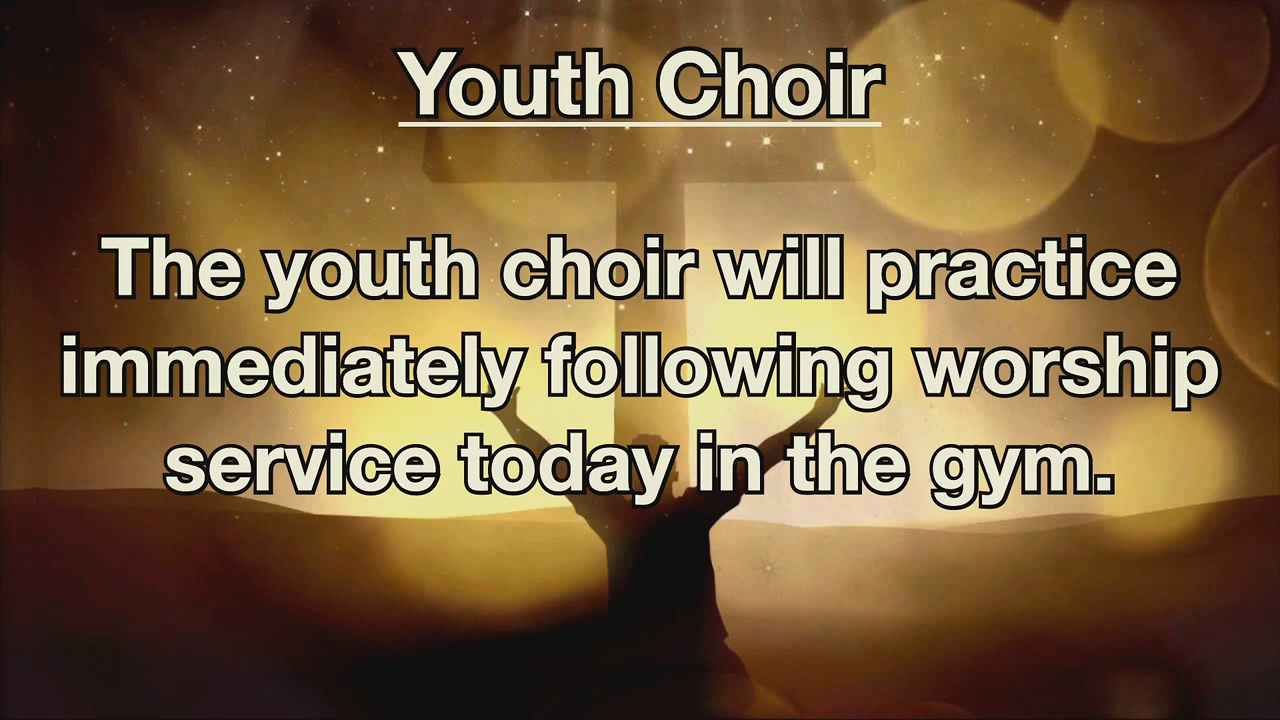 Youth Choir
The youth choir will practice
immediately following worship
service today in the gym.